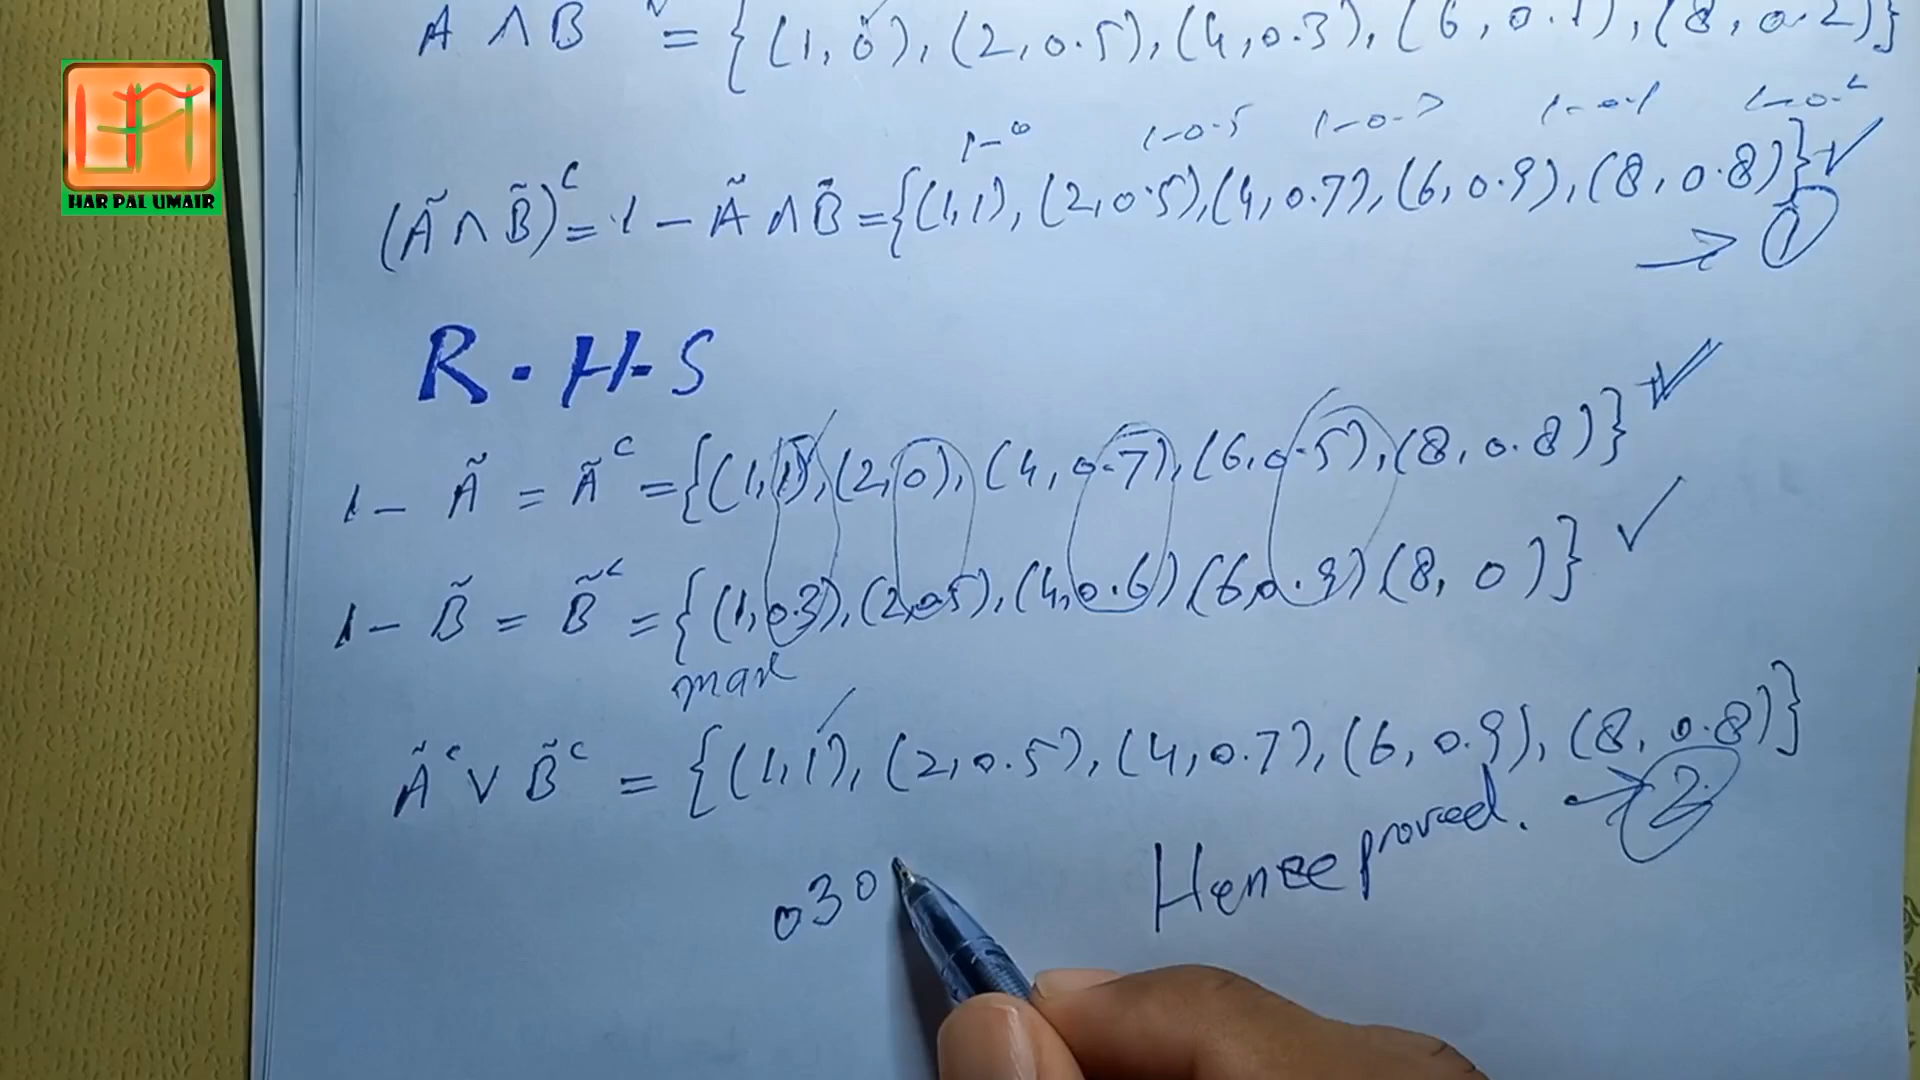 Ã ∧ B̃ = {(1, 0), (2, 0.5), (4, 0.3), (6, 0.1), (8, 0.2)}
1-0 1-0.5 1-0.3 1-0.1 1-0.2
(Ã ∧ B̃)ᶜ = 1 - Ã ∧ B̃ = {(1,1), (2,0.5), (4, 0.7), (6, 0.9), (8, 0.8)} ✓
→ ①
HAR PAL UMAIR
R.H.S
1 - Ã = Ãᶜ = {(1,1), (2,0), (4, 0.7), (6, 0.5), (8, 0.8)} ✓
1 - B̃ = B̃ᶜ = {(1, 0.3), (2, 0.5), (4, 0.6) (6, 0.9) (8, 0)} ✓
max
Ãᶜ ∨ B̃ᶜ = {(1,1), (2, 0.5), (4, 0.7), (6, 0.9), (8, 0.8)}
→ ②
Hence proved.
030